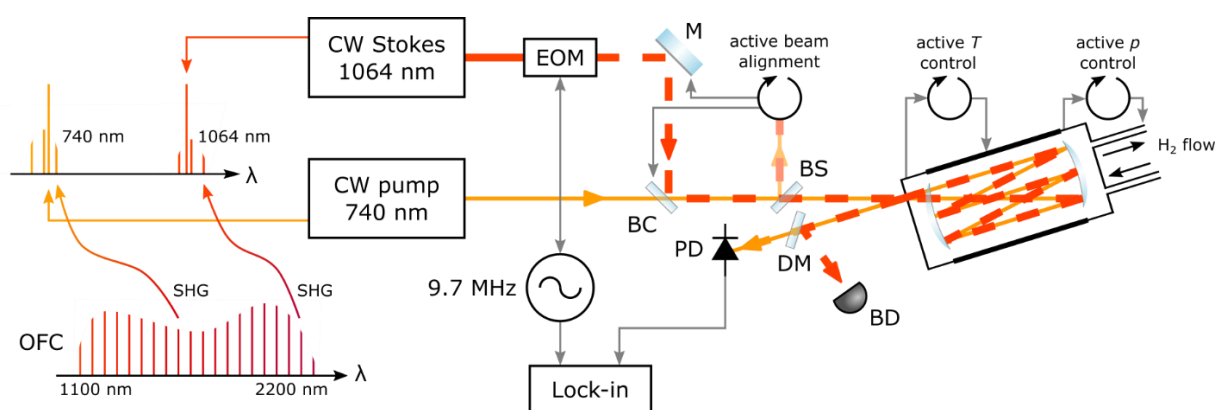 CW Stokes
1064 nm
EOM
M
active beam
alignment
active T
control
active p
control
H₂ flow
740 nm
1064 nm
λ
CW pump
740 nm
BC
BS
PD
DM
BD
9.7 MHz
SHG
SHG
OFC
1100 nm
2200 nm
λ
Lock-in